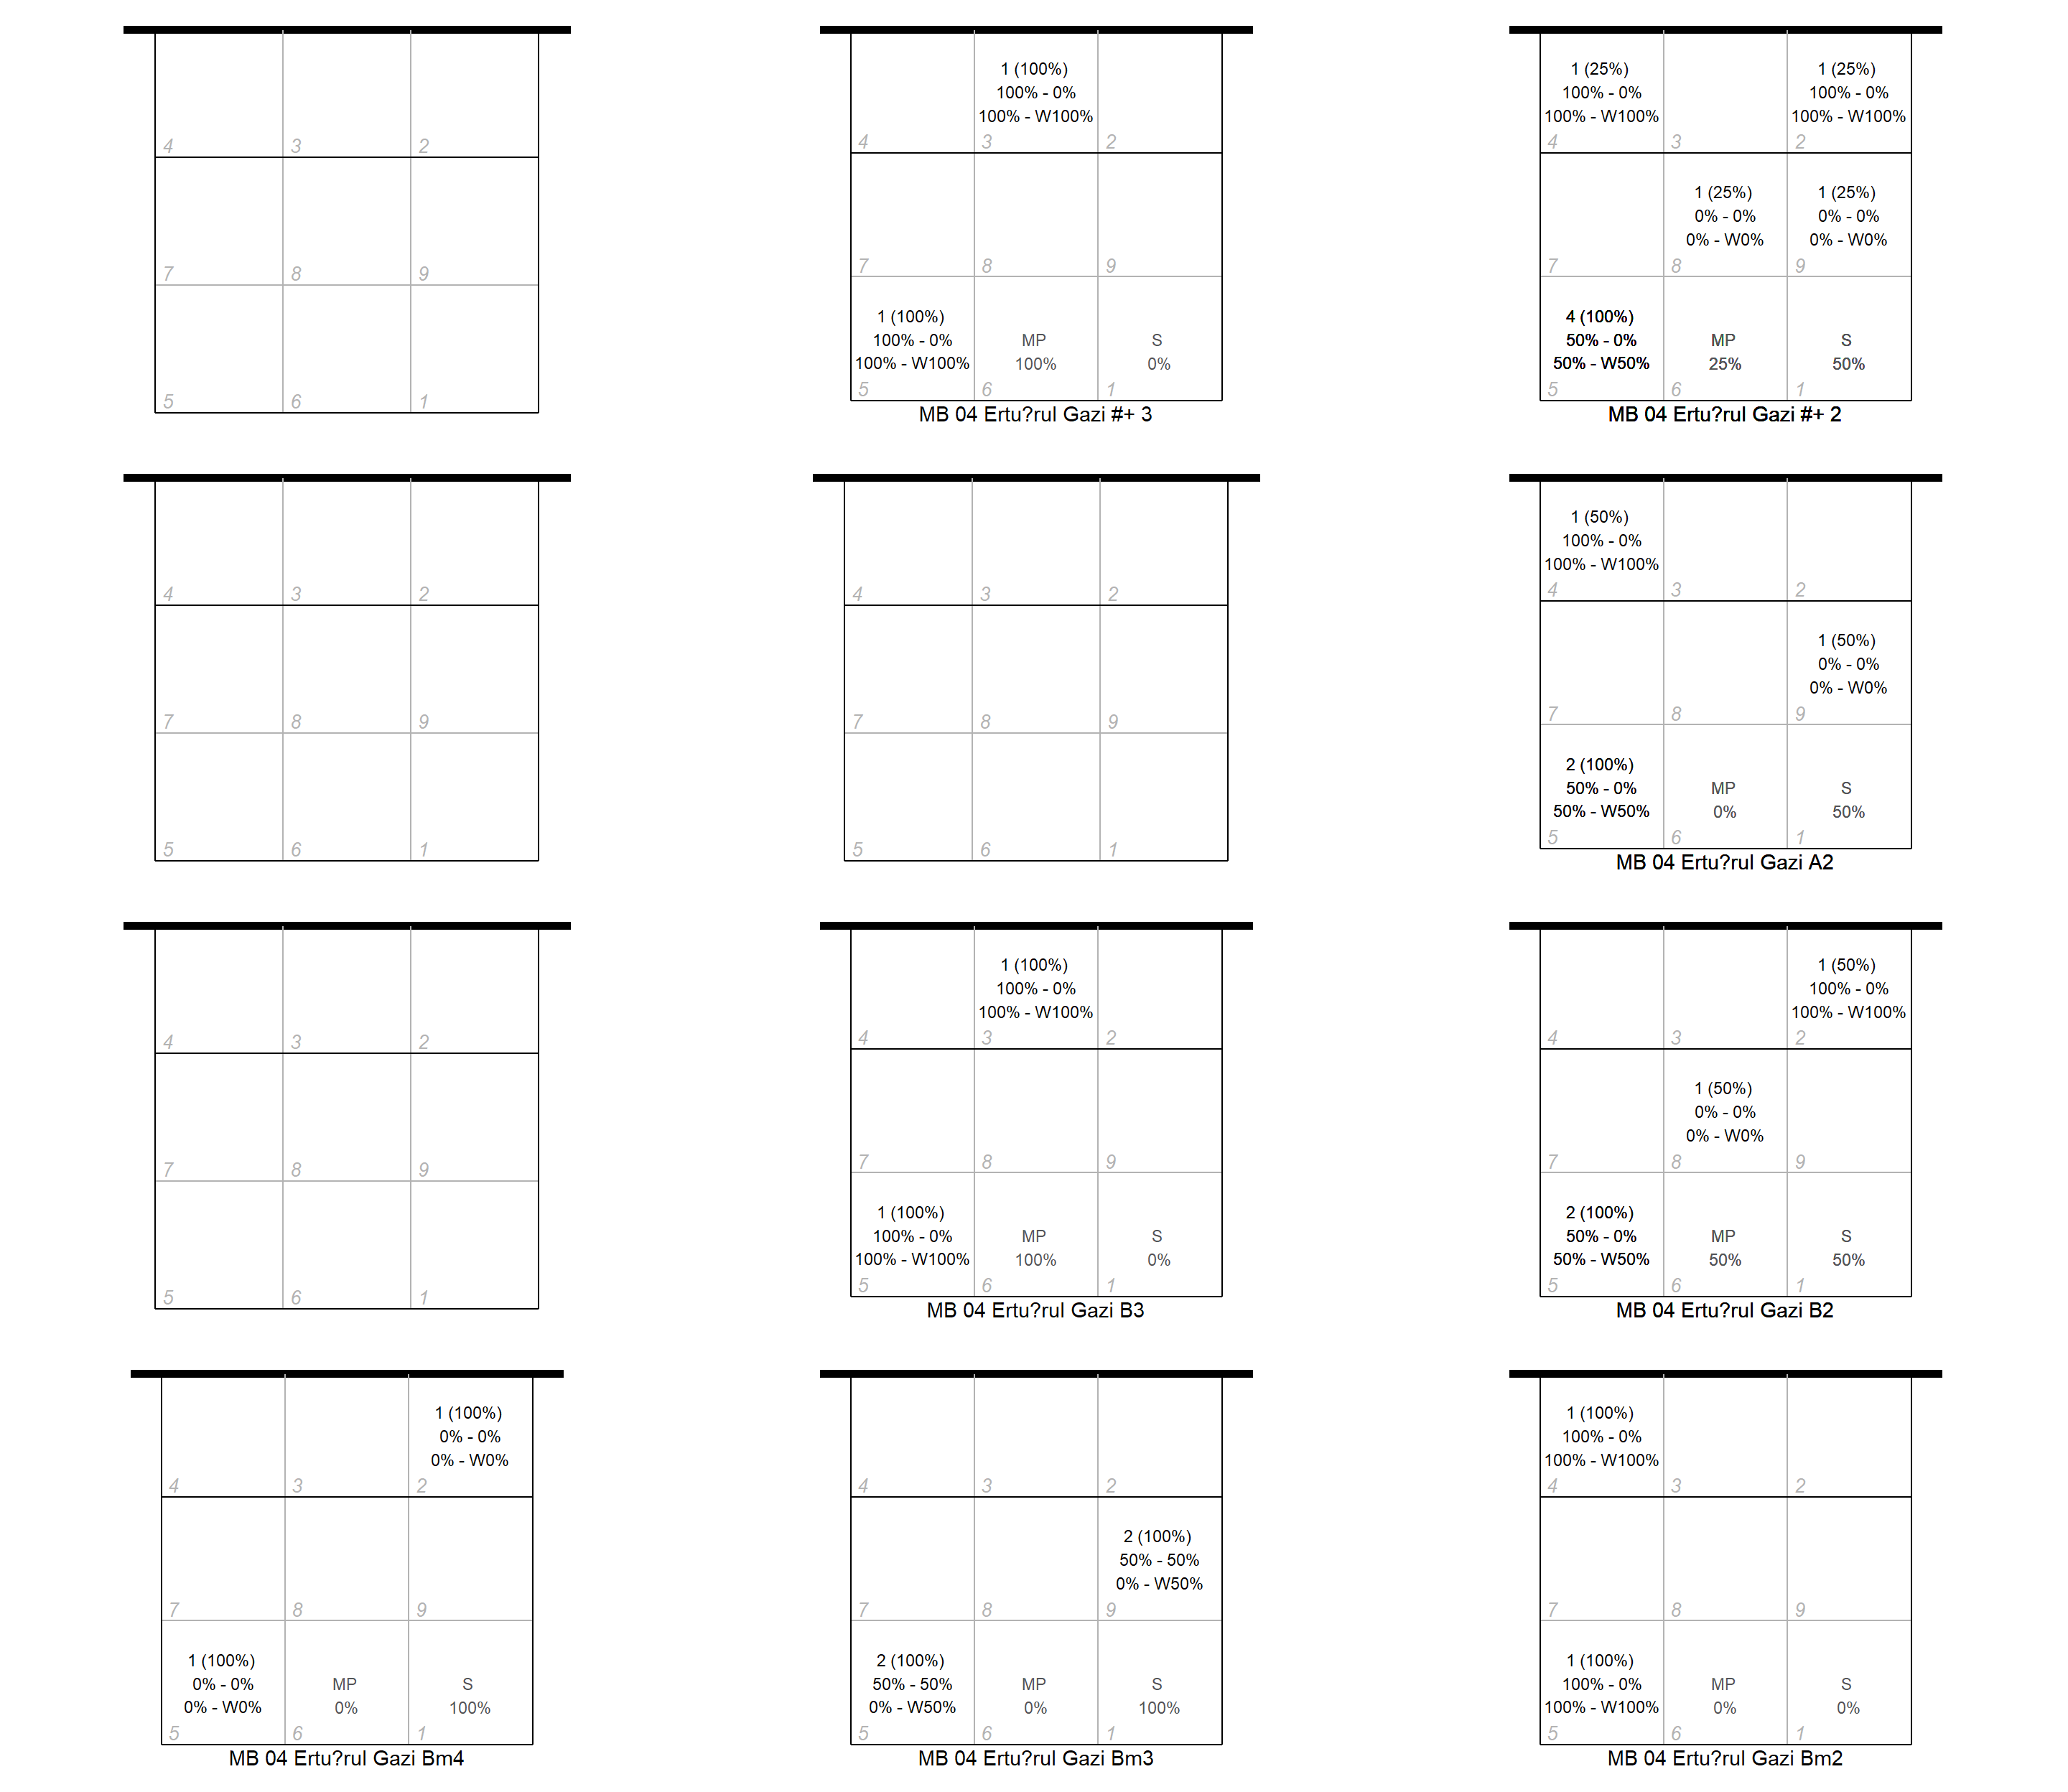 4 3 2
7 8 9
5 6 1
1 (100%)
100% - 0%
100% - W100%
4 3 2
7 8 9
1 (100%)
100% - 0% MP S
100% - W100% 100% 0%
5 6 1
MB 04 Ertu?rul Gazi #+ 3
1 (25%) 1 (25%)
100% - 0% 100% - 0%
100% - W100% 100% - W100%
4 3 2
1 (25%) 1 (25%)
0% - 0% 0% - 0%
0% - W0% 0% - W0%
7 8 9
4 (100%)
50% - 0% MP S
50% - W50% 25% 50%
5 6 1
MB 04 Ertu?rul Gazi #+ 2
4 3 2
7 8 9
5 6 1
4 3 2
7 8 9
5 6 1
1 (50%)
100% - 0%
100% - W100%
4 3 2
1 (50%)
0% - 0%
0% - W0%
7 8 9
2 (100%)
50% - 0% MP S
50% - W50% 0% 50%
5 6 1
MB 04 Ertu?rul Gazi A2
4 3 2
7 8 9
5 6 1
1 (100%)
100% - 0%
100% - W100%
4 3 2
7 8 9
1 (100%)
100% - 0% MP S
100% - W100% 100% 0%
5 6 1
MB 04 Ertu?rul Gazi B3
1 (50%)
100% - 0%
100% - W100%
4 3 2
1 (50%)
0% - 0%
0% - W0%
7 8 9
2 (100%)
50% - 0% MP S
50% - W50% 50% 50%
5 6 1
MB 04 Ertu?rul Gazi B2
1 (100%)
0% - 0%
0% - W0%
4 3 2
7 8 9
1 (100%)
0% - 0% MP S
0% - W0% 0% 100%
5 6 1
MB 04 Ertu?rul Gazi Bm4
4 3 2
2 (100%)
50% - 50%
0% - W50%
7 8 9
2 (100%)
50% - 50% MP S
0% - W50% 0% 100%
5 6 1
MB 04 Ertu?rul Gazi Bm3
1 (100%)
100% - 0%
100% - W100%
4 3 2
7 8 9
1 (100%)
100% - 0% MP S
100% - W100% 0% 0%
5 6 1
MB 04 Ertu?rul Gazi Bm2